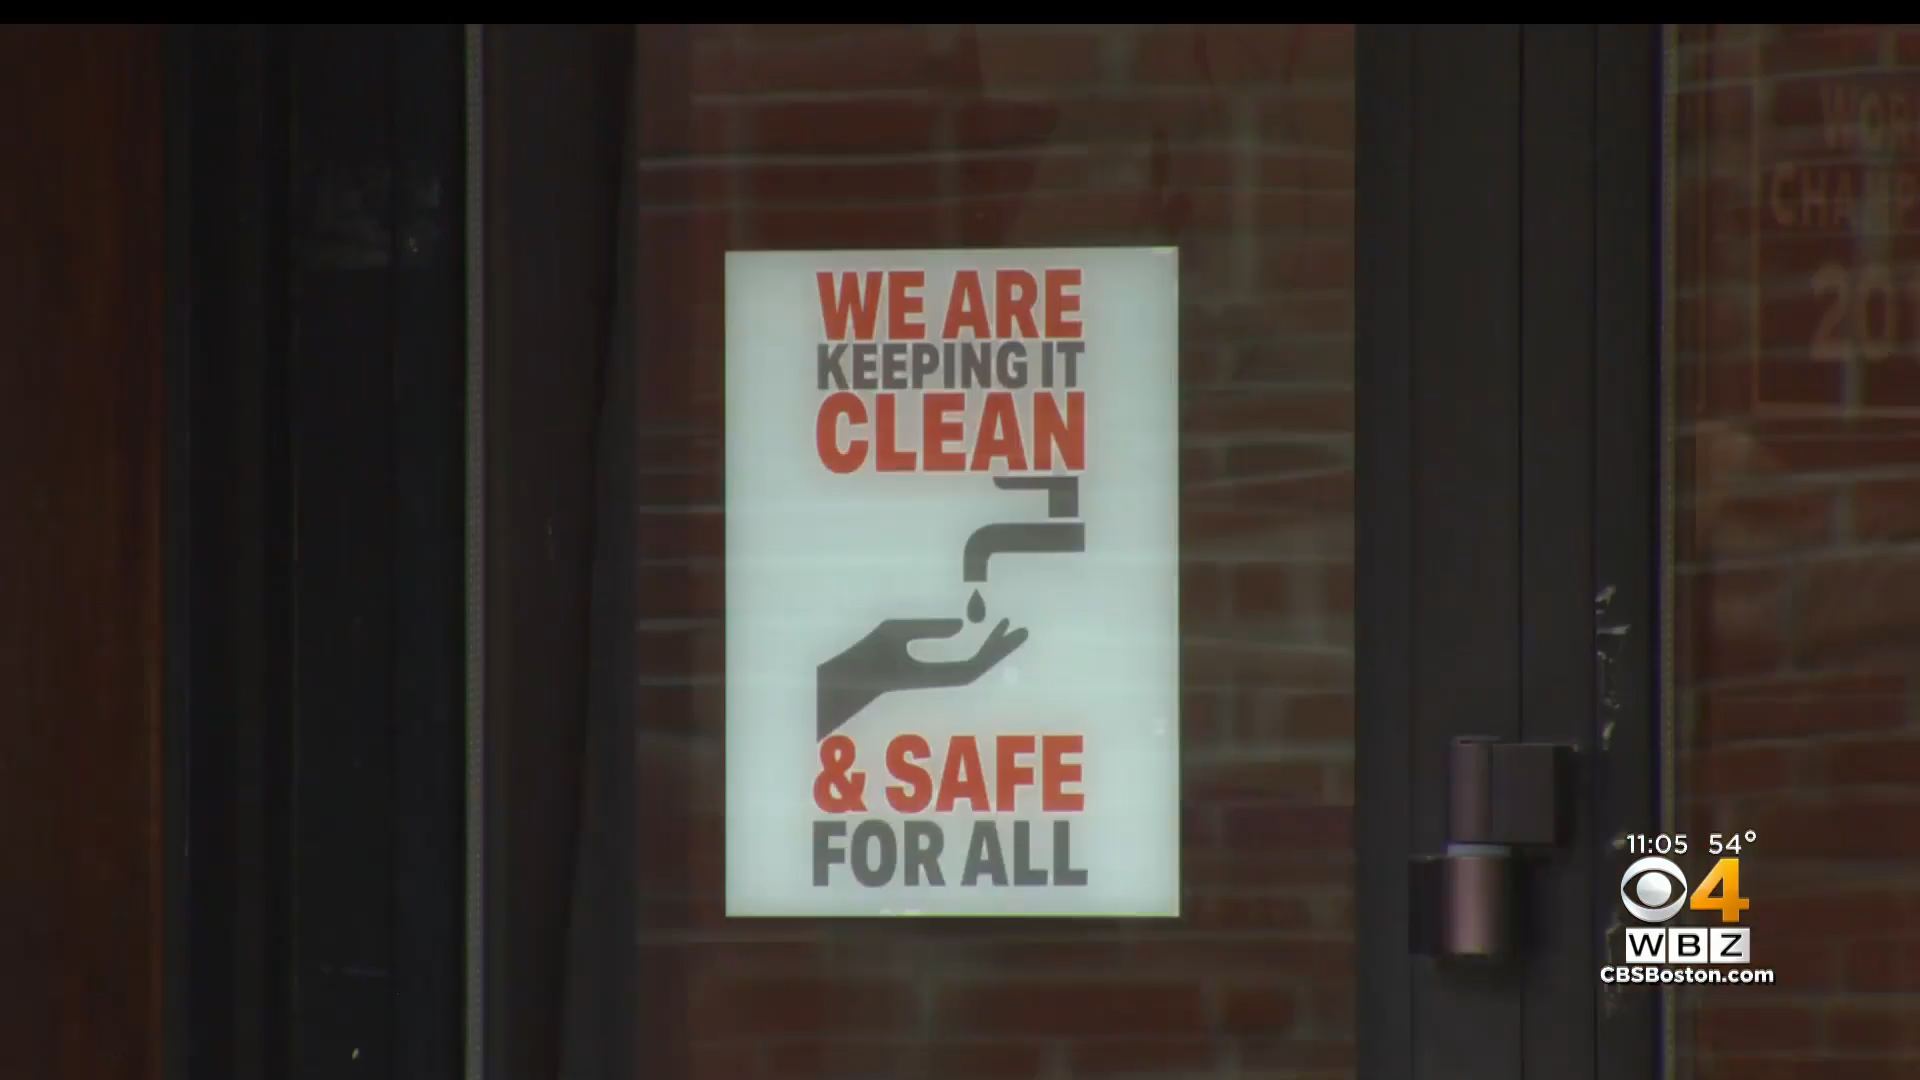 WE ARE
KEEPING IT
CLEAN
& SAFE
FOR ALL
11:05 54°
4
WBZ
CBSBoston.com